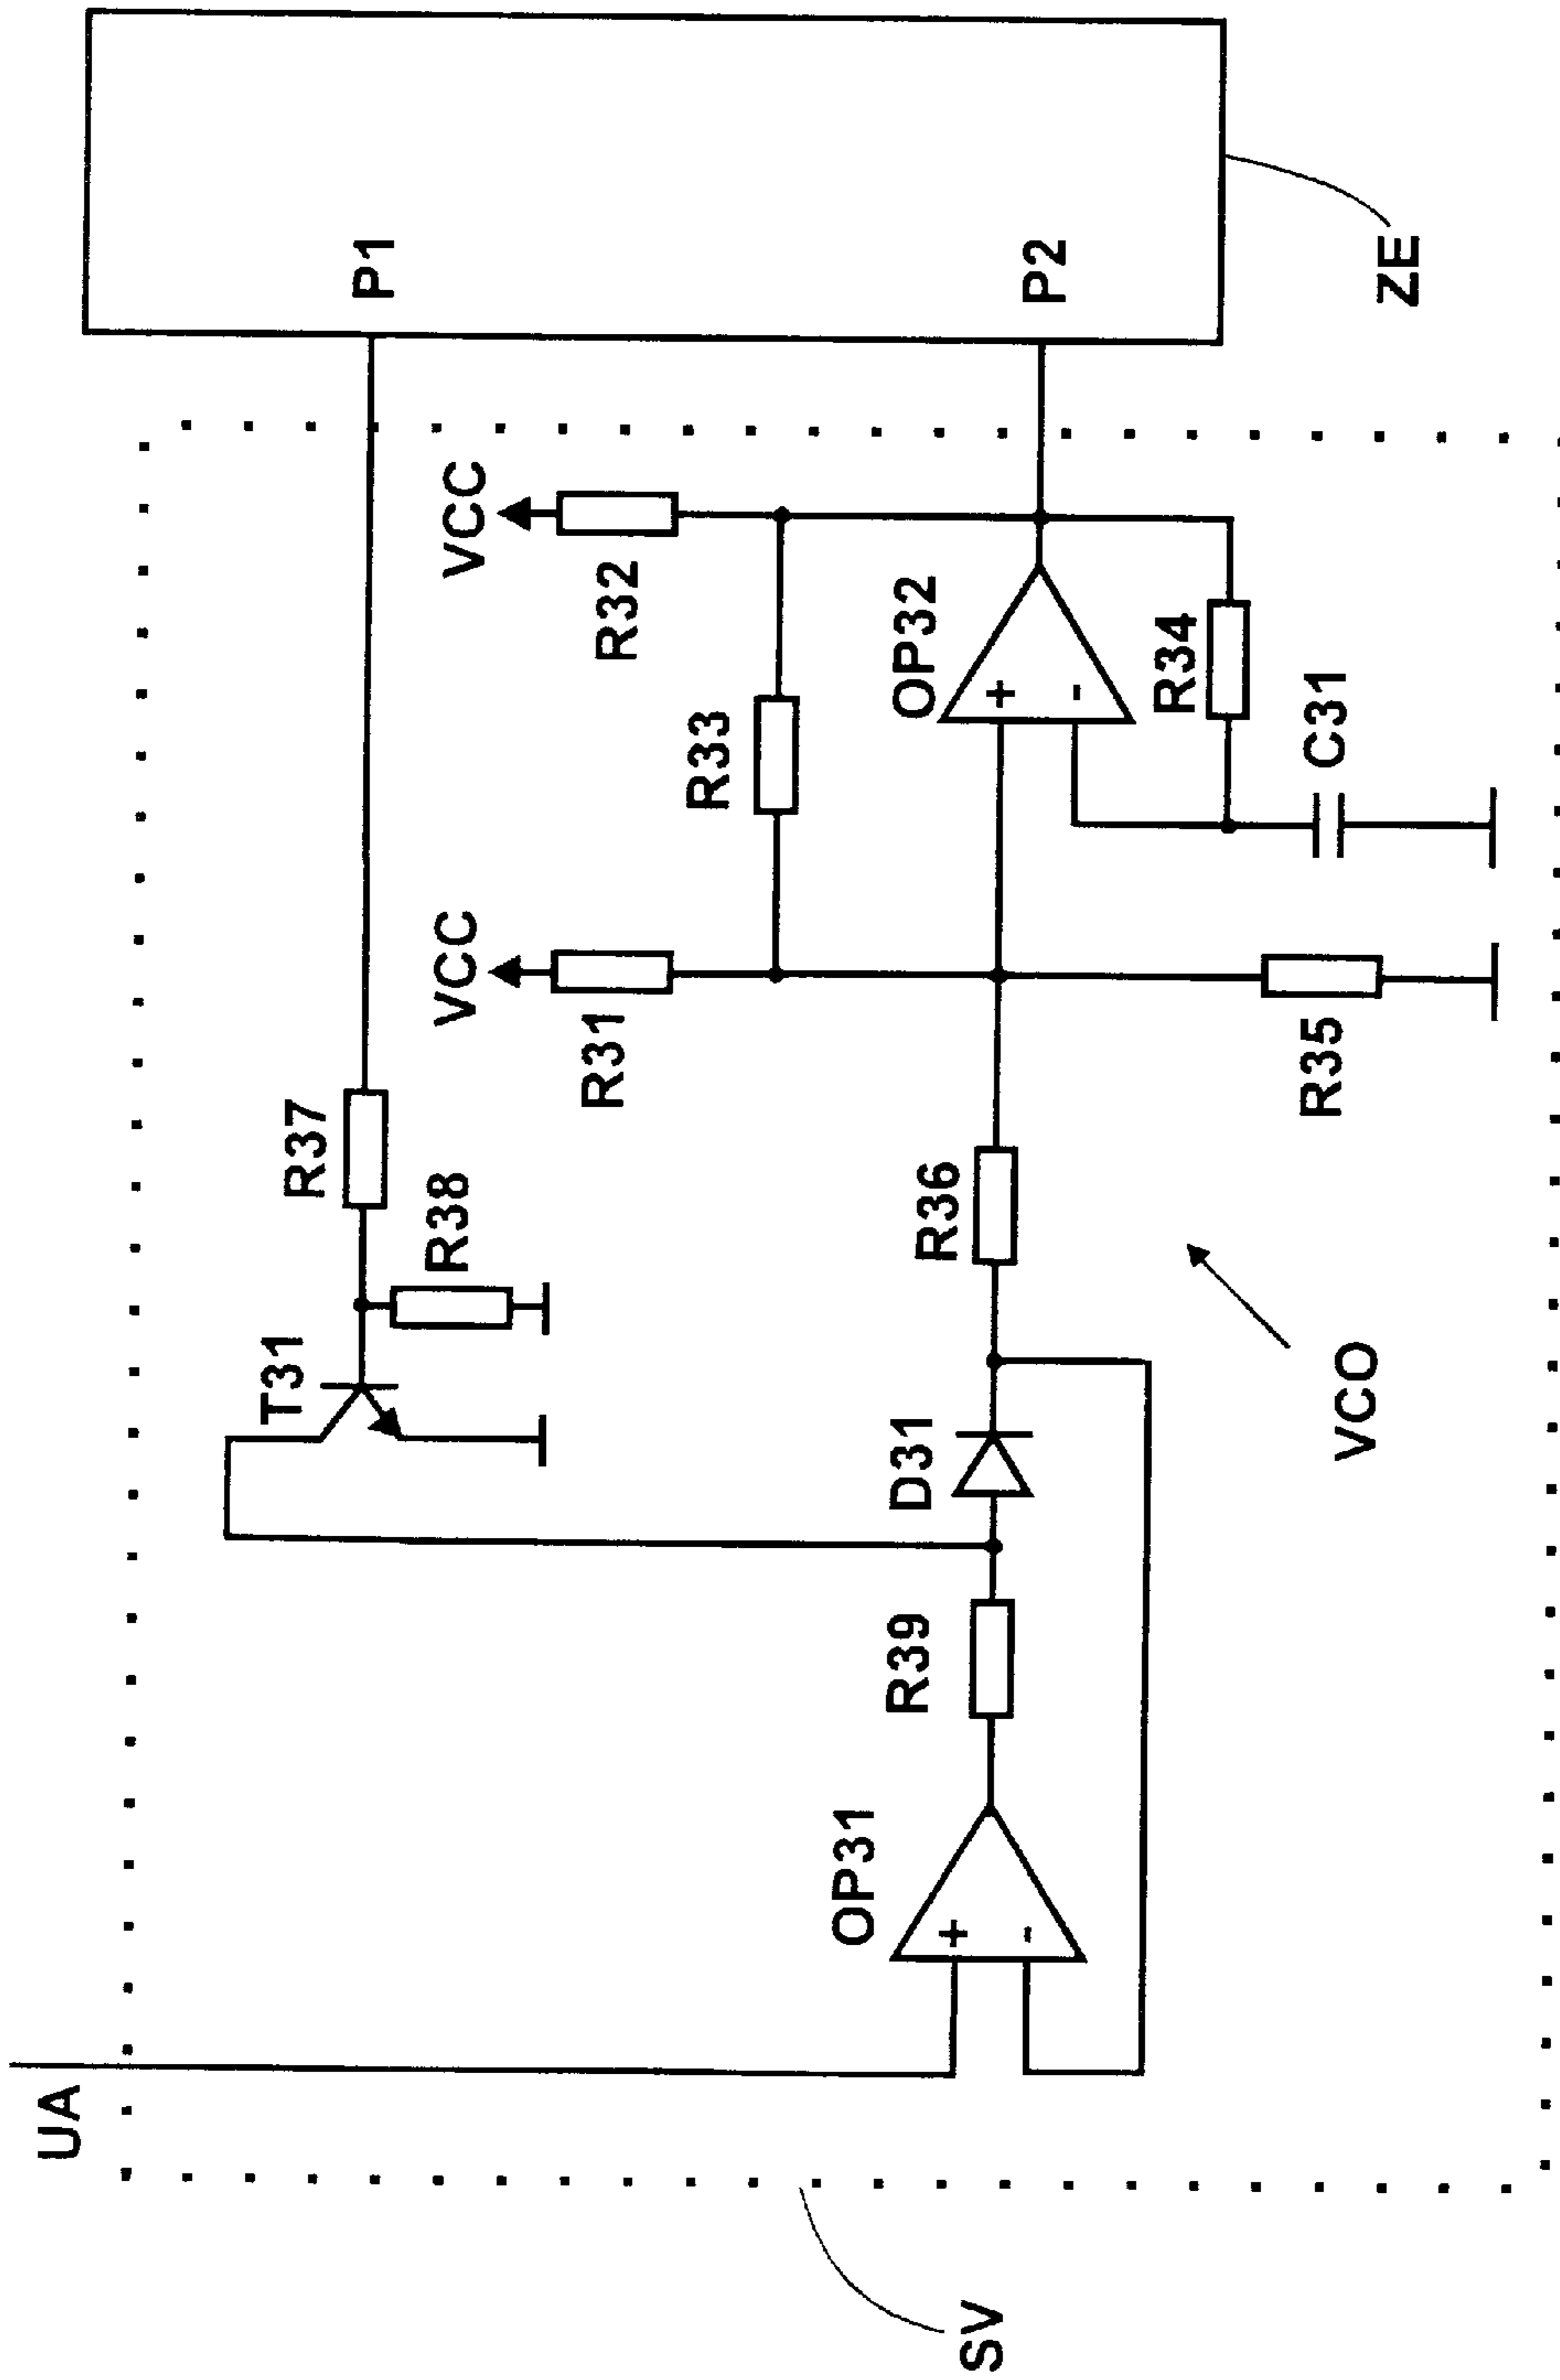 UA
SV
OP31
+
-
R39
D31
T31
R38
R37
R36
VCO
VCC
R31
R35
R33
VCC
R32
OP32
+
-
R34
C31
P1
P2
ZE